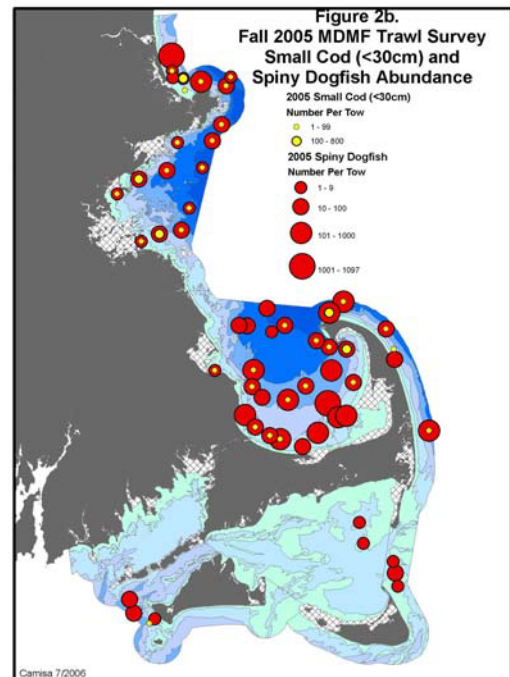 Figure 2b.
Fall 2005 MDMF Trawl Survey
Small Cod (<30cm) and
Spiny Dogfish Abundance
2005 Small Cod (<30cm)
Number Per Tow
1 - 99
100 - 800
2005 Spiny Dogfish
Number Per Tow
1 - 9
10 - 100
101 - 1000
1001 - 1097
Camisa 7/2006